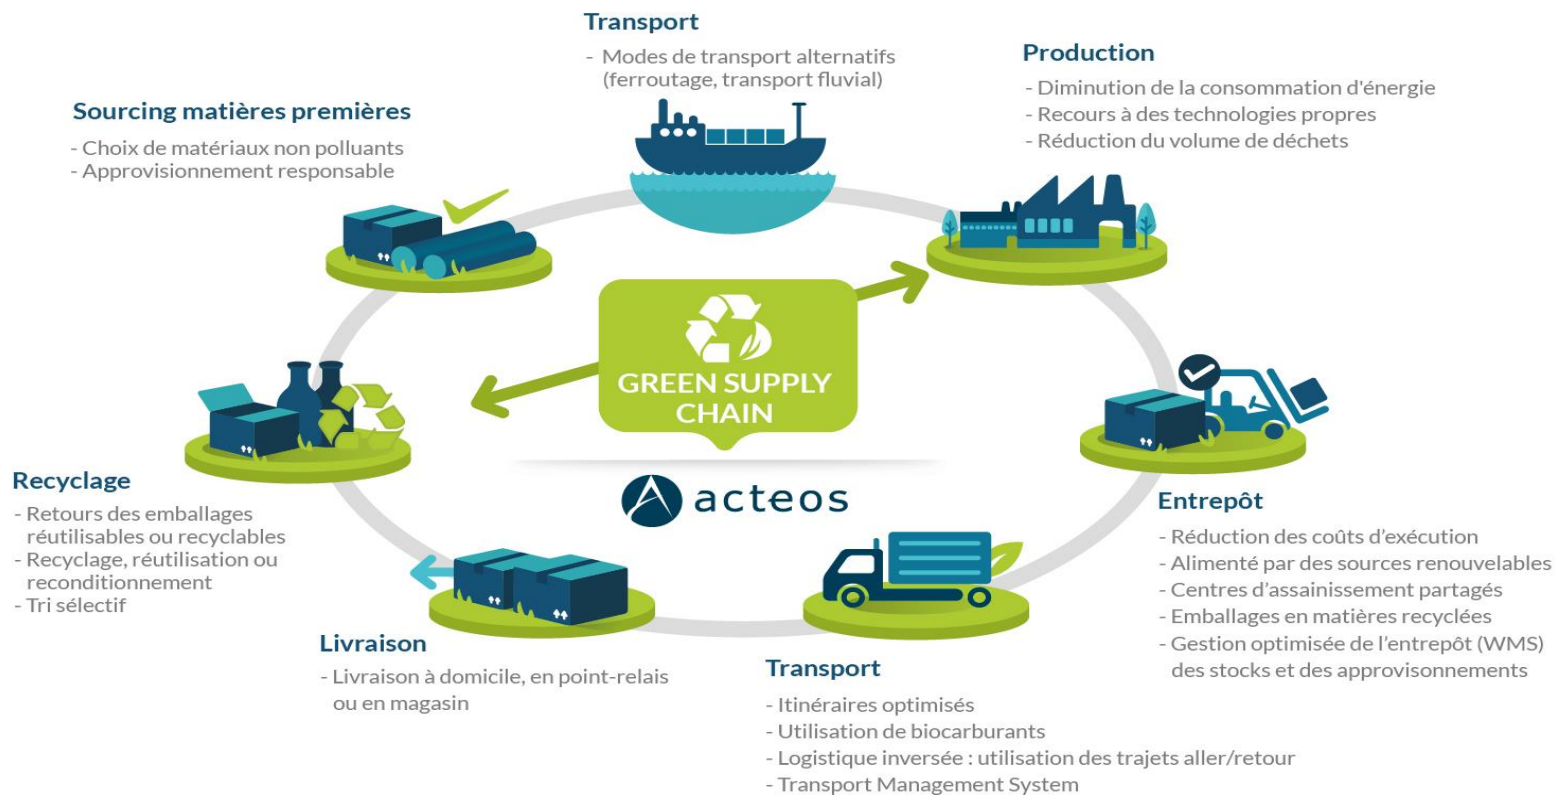 Transport
- Modes de transport alternatifs
(ferroutage, transport fluvial)
Production
- Diminution de la consommation d'énergie
- Recours à des technologies propres
- Réduction du volume de déchets
Sourcing matières premières
- Choix de matériaux non polluants
- Approvisionnement responsable
GREEN SUPPLY
CHAIN
acteos
Recyclage
- Retours des emballages
réutilisables ou recyclables
- Recyclage, réutilisation ou
reconditionnement
- Tri sélectif
Entrepôt
- Réduction des coûts d’exécution
- Alimenté par des sources renouvelables
- Centres d’assainissement partagés
- Emballages en matières recyclées
- Gestion optimisée de l’entrepôt (WMS)
des stocks et des approvisonnements
Livraison
- Livraison à domicile, en point-relais
ou en magasin
Transport
- Itinéraires optimisés
- Utilisation de biocarburants
- Logistique inversée : utilisation des trajets aller/retour
- Transport Management System